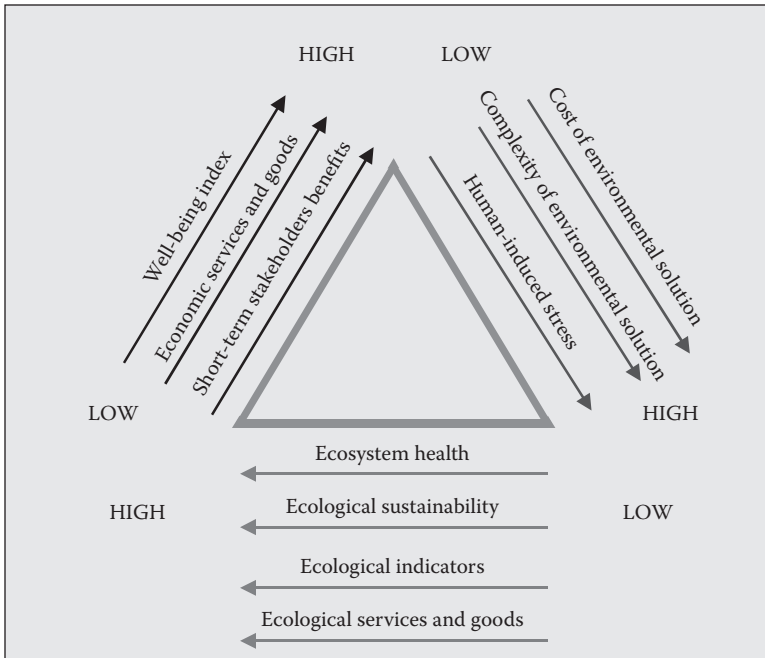 HIGH
LOW
Well-being index
Economic services and goods
Short-term stakeholders benefits
Human-induced stress
Complexity of environmental solution
Cost of environmental solution
LOW
HIGH
Ecosystem health
HIGH
Ecological sustainability
LOW
Ecological indicators
Ecological services and goods